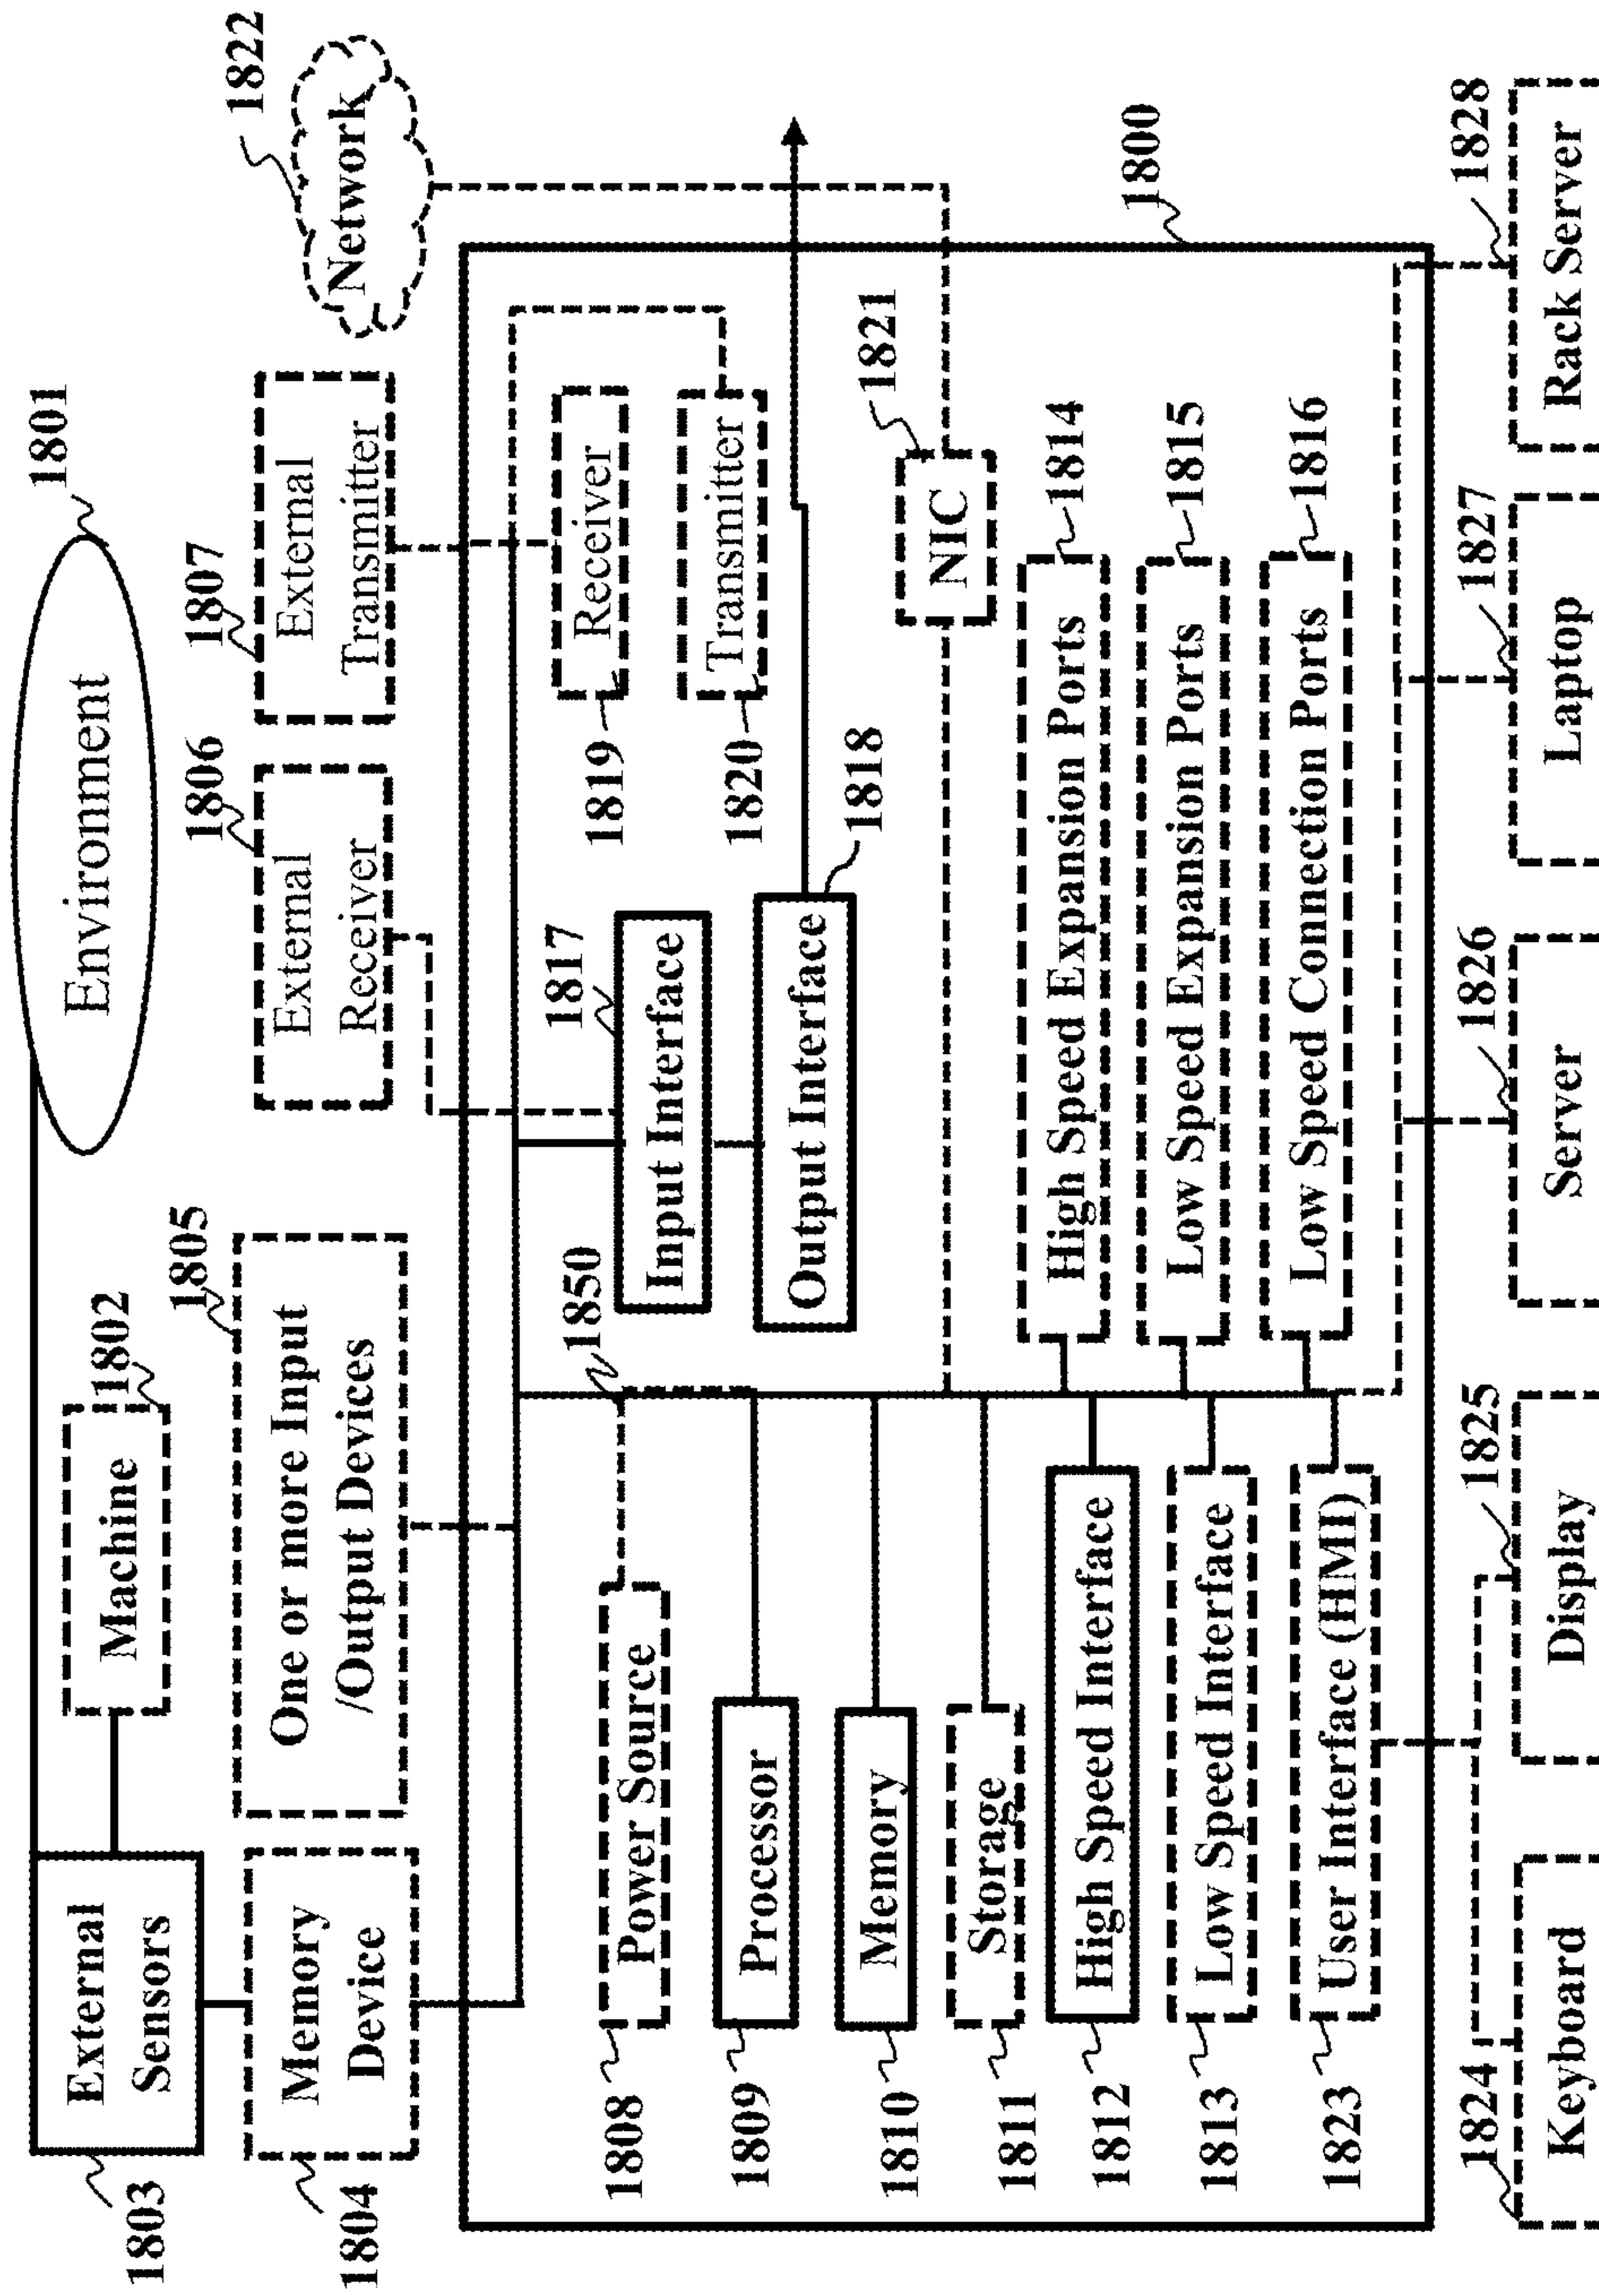 Environment
1801
Machine
1802
External
Sensors
1803
Memory
Device
1804
One or more Input
/Output Devices
1805
External
Receiver
1806
External
Transmitter
1807
Network
1822
1800
1808
Power Source
1850
1809
Processor
1810
Memory
1811
Storage
1812
High Speed Interface
1813
Low Speed Interface
1823
User Interface (HMI)
1817
Input Interface
Output Interface
1818
1819
Receiver
1820
Transmitter
NIC
1821
High Speed Expansion Ports
1814
Low Speed Expansion Ports
1815
Low Speed Connection Ports
1816
1824
Keyboard
1825
Display
1826
Server
1827
Laptop
1828
Rack Server